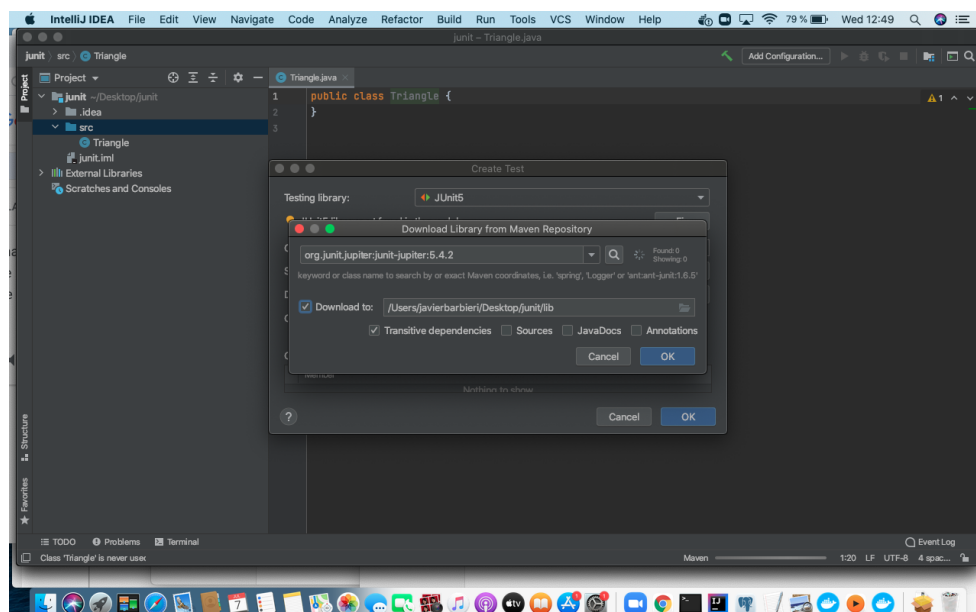 IntelliJ IDEA File Edit View Navigate Code Analyze Refactor Build Run Tools VCS Window Help 79 % Wed 12:49
junit – Triangle.java
junit src Triangle Add Configuration...
Project
Triangle.java
Project
junit ~/Desktop/junit
.idea
src
Triangle
junit.iml
External Libraries
Scratches and Consoles
1 public class Triangle {
2 }
3
1
Create Test
Testing library: JUnit5
Download Library from Maven Repository
org.junit.jupiter:junit-jupiter:5.4.2
Found: 0
Showing: 0
keyword or class name to search by or exact Maven coordinates, i.e. 'spring', 'Logger' or 'ant:ant-junit:1.6.5'
Download to: /Users/javierbarbieri/Desktop/junit/lib
Transitive dependencies Sources JavaDocs Annotations
Cancel OK
Nothing to show
? Cancel OK
Structure
Favorites
TODO Problems Terminal Event Log
Class 'Triangle' is never used Maven 1:20 LF UTF-8 4 spac...
7
tv